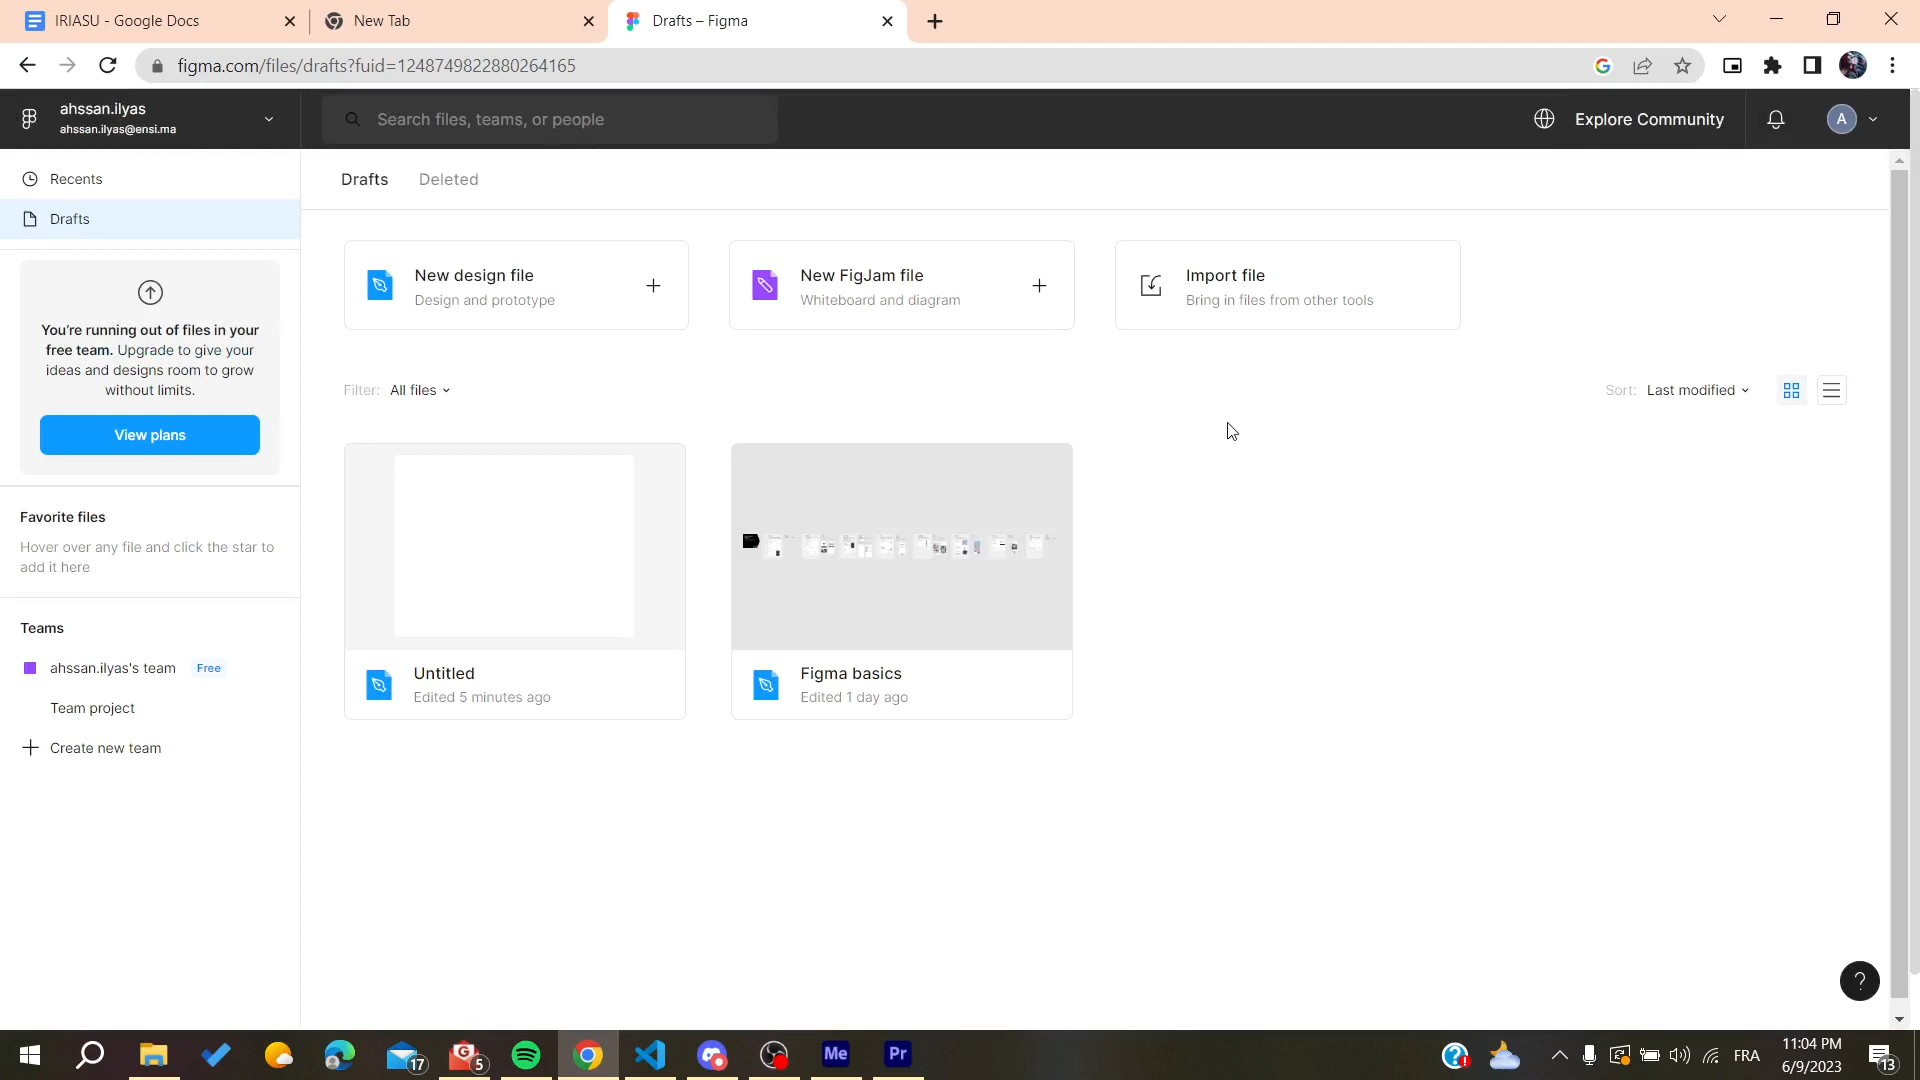 IRIASU - Google Docs
New Tab
Drafts – Figma
figma.com/files/drafts?fuid=1248749822880264165
ahssan.ilyas
ahssan.ilyas@ensi.ma
Search files, teams, or people
Explore Community
A
Recents
Drafts
You're running out of files in your
free team. Upgrade to give your
ideas and designs room to grow
without limits.
View plans
Favorite files
Hover over any file and click the star to
add it here
Teams
ahssan.ilyas's team Free
Team project
Create new team
Drafts Deleted
New design file
Design and prototype
New FigJam file
Whiteboard and diagram
Import file
Bring in files from other tools
Filter: All files
Sort: Last modified
Untitled
Edited 5 minutes ago
Figma basics
Edited 1 day ago
?
17
5
Me
Pr
FRA
11:04 PM
6/9/2023
13